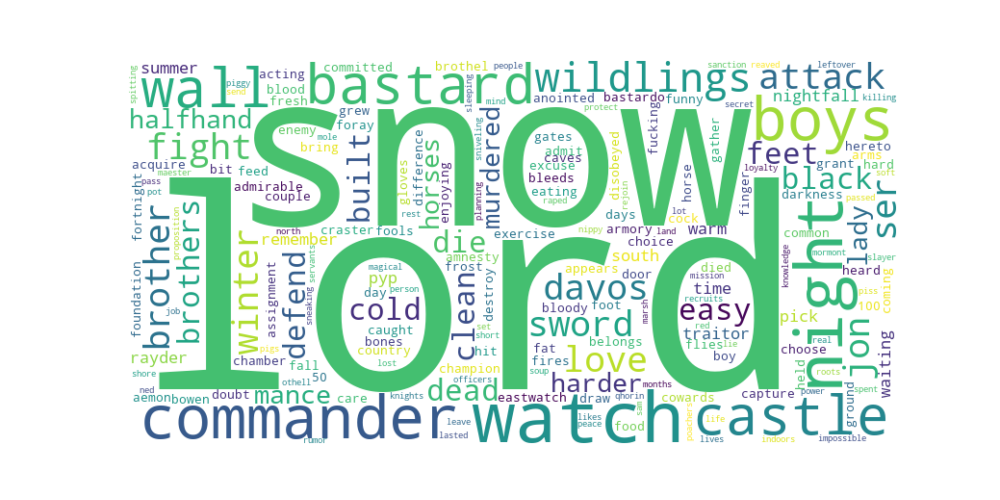 lord
snow
commander
watch
castle
night
wall
bastard
wildlings
attack
boys
halfhand
fight
brother
brothers
winter
defend
built
horses
murdered
feet
black
ser
lady
jon
davos
sword
love
harder
die
clean
dead
mance
cold
easy
summer
piggy
send
spitting
acting
blood
fresh
committed
brothel
people
sleeping
mind
sniveling
anointed
bastardo
funny
protect
secret
sanction
reaved
leftover
nightfall
killing
enemy
mole
bring
grew
foray
difference
gloves
gates
admit
caves
excuse
bleeds
eating
raped
disobeyed
rejoin
fucking
gather
loyalty
grant
arms
hereto
hard
soft
acquire
bit
feed
pass
maester
pot
admirable
couple
fortnight
remember
craster
fools
rest
enjoying
planning
exercise
nippy
days
armory
cock
horse
land
lot
finger
warm
choice
darkness
common
passed
slayer
proposition
foundation
job
assignment
north
servants
sneaking
pyp
magical
day
person
amnesty
frost
destroy
appears
south
door
died
mission
time
recruits
traitor
knowledge
heard
mormont
piss
coming
100
pick
caught
bones
country
lost
set
short
hit
champion
officers
bloody
foot
belongs
fat
fires
marsh
red
flies
lie
boy
choose
held
real
roots
waiting
rayder
chamber
pigs
fall
50
shore
ned
aemon
bowen
doubt
othell
care
knights
eastwatch
soup
draw
cowards
months
capture
ground
power
spent
rumor
leave
lasted
likes
peace
food
sam
lives
poachers
life
indoors
impossible